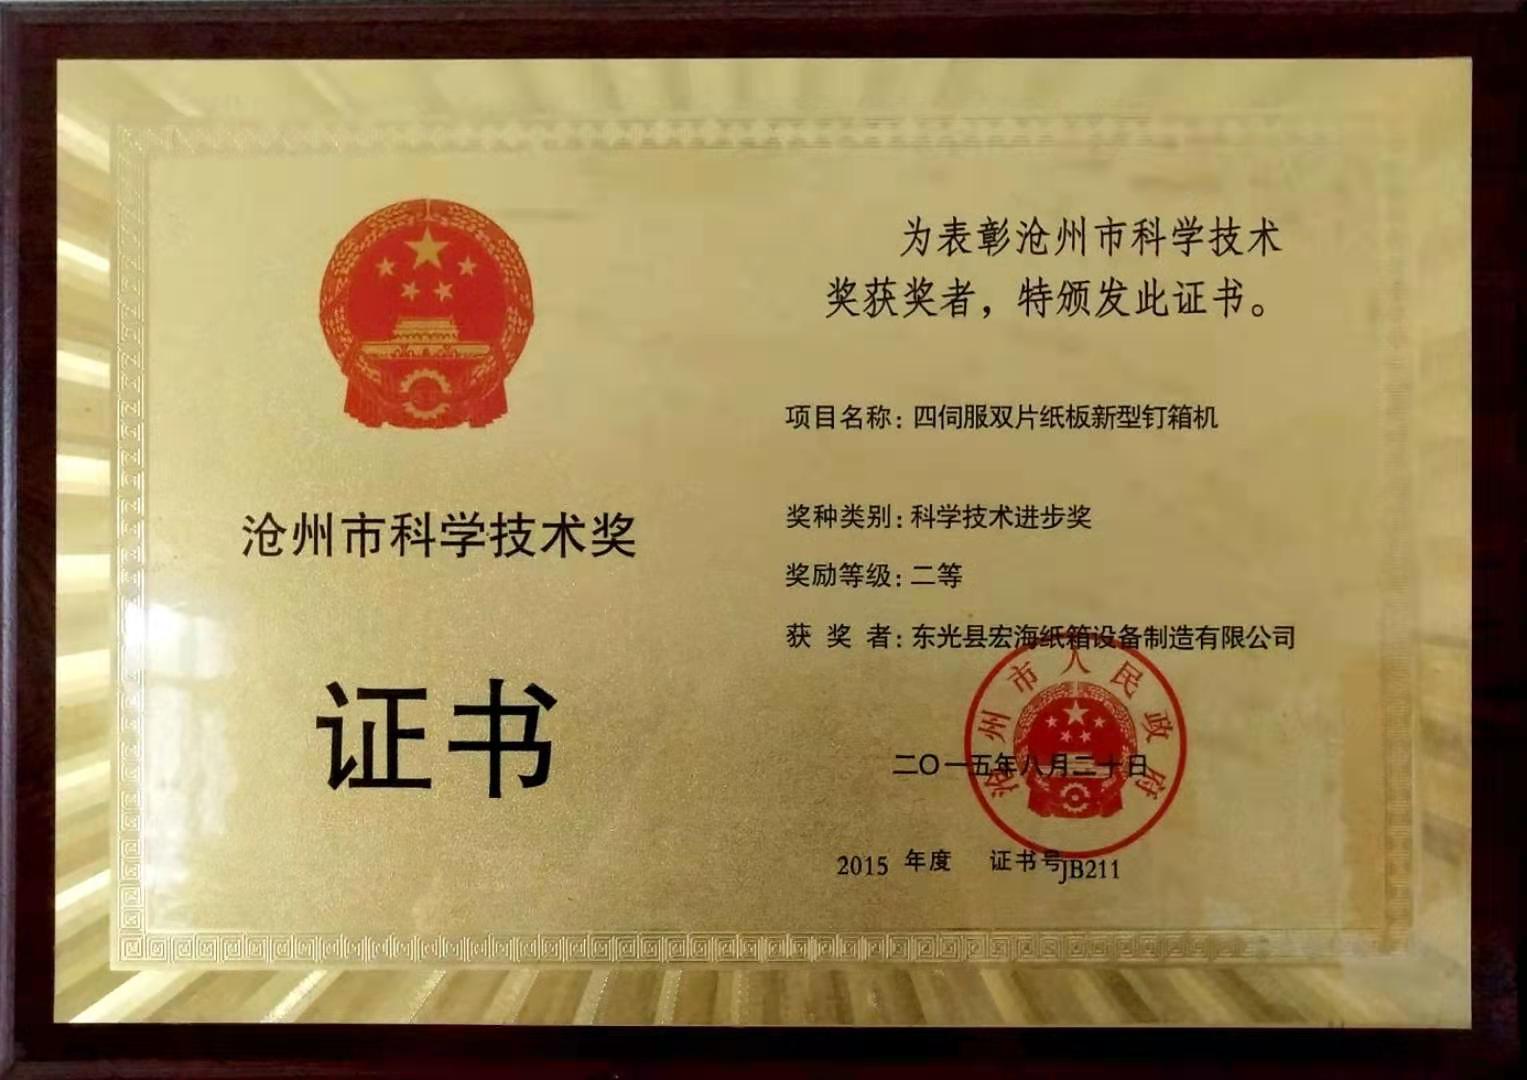 沧州市科学技术奖
证书
为表彰沧州市科学技术
奖获奖者，特颁发此证书。
项目名称：四伺服双片纸板新型钉箱机
奖种类别：科学技术进步奖
奖励等级：二等
获 奖 者：东光县宏海纸箱设备制造有限公司
沧州市人民政府
二〇一五年八月二十日
2015 年度 证书号JB211